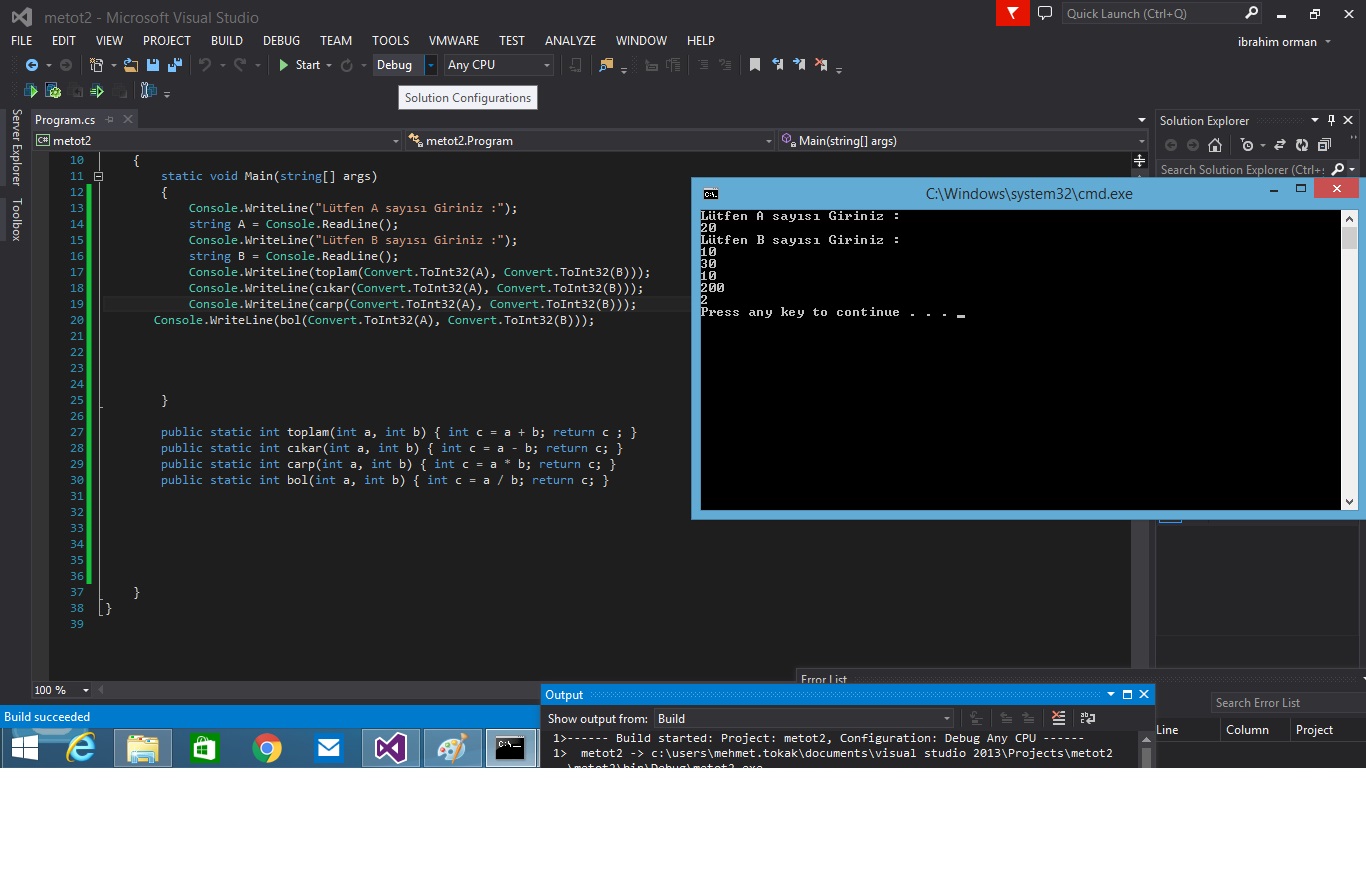 metot2 - Microsoft Visual Studio
Quick Launch (Ctrl+Q)
FILE EDIT VIEW PROJECT BUILD DEBUG TEAM TOOLS VMWARE TEST ANALYZE WINDOW HELP
ibrahim orman
Start Debug Any CPU
Solution Configurations
Server Explorer
Toolbox
Program.cs
C# metot2 metot2.Program Main(string[] args)
10 {
11 static void Main(string[] args)
12 {
13 Console.WriteLine("Lütfen A sayısı Giriniz :");
14 string A = Console.ReadLine();
15 Console.WriteLine("Lütfen B sayısı Giriniz :");
16 string B = Console.ReadLine();
17 Console.WriteLine(toplam(Convert.ToInt32(A), Convert.ToInt32(B)));
18 Console.WriteLine(cıkar(Convert.ToInt32(A), Convert.ToInt32(B)));
19 Console.WriteLine(carp(Convert.ToInt32(A), Convert.ToInt32(B)));
20 Console.WriteLine(bol(Convert.ToInt32(A), Convert.ToInt32(B)));
21
22
23
24
25 }
26
27 public static int toplam(int a, int b) { int c = a + b; return c ; }
28 public static int cıkar(int a, int b) { int c = a - b; return c; }
29 public static int carp(int a, int b) { int c = a * b; return c; }
30 public static int bol(int a, int b) { int c = a / b; return c; }
31
32
33
34
35
36
37 }
38 }
39
100 %
Solution Explorer
Search Solution Explorer (Ctrl+
C:\Windows\system32\cmd.exe
Lütfen A sayısı Giriniz :
20
Lütfen B sayısı Giriniz :
10
30
10
200
2
Press any key to continue . . . _
Error List
Search Error List
Line Column Project
Output
Show output from: Build
1>------ Build started: Project: metot2, Configuration: Debug Any CPU ------
1> metot2 -> c:\users\mehmet.tokak\documents\visual studio 2013\Projects\metot2
\metot2\bin\Debug\metot2.exe
Build succeeded